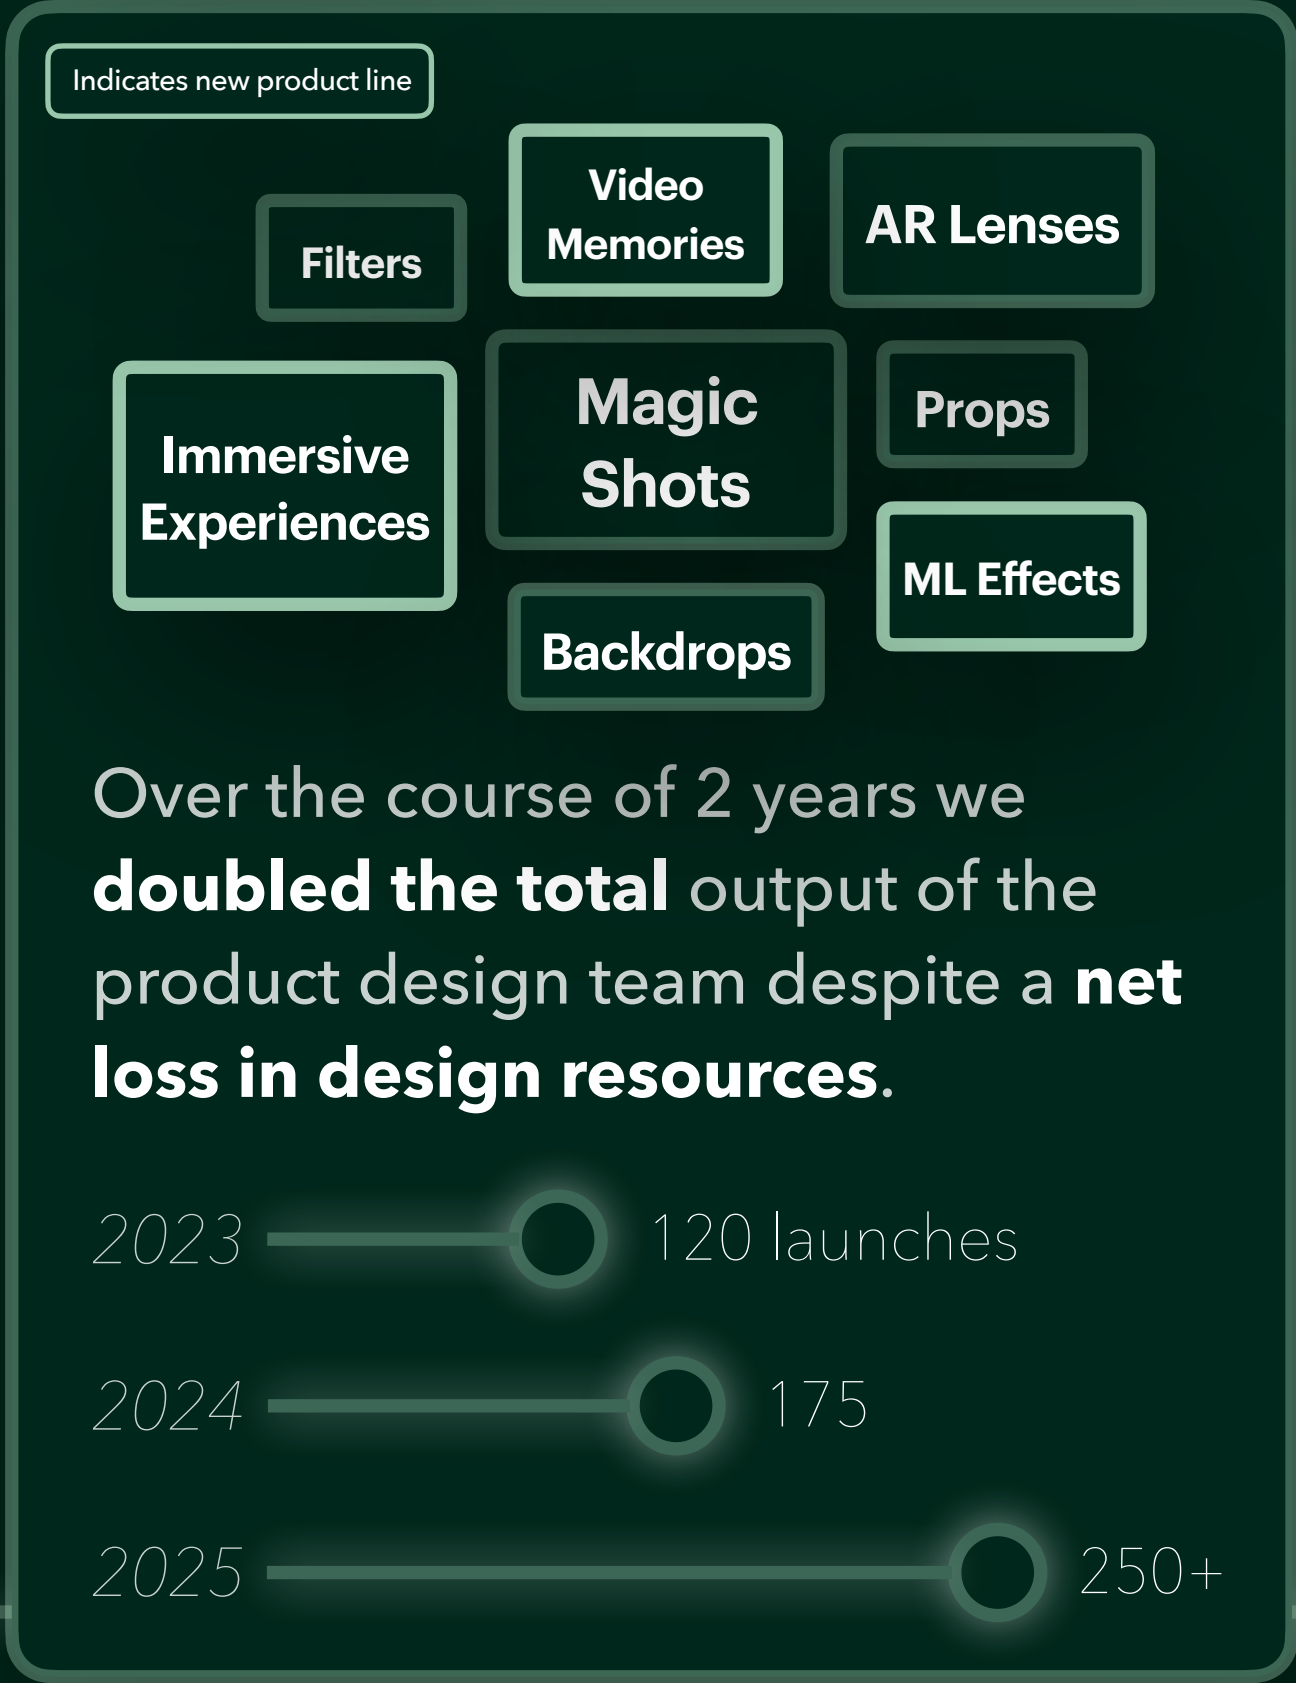 Indicates new product line
Video
Memories
AR Lenses
Filters
Magic
Shots
Props
Immersive
Experiences
ML Effects
Backdrops
Over the course of 2 years we
doubled the total output of the
product design team despite a net
loss in design resources.
2023 120 launches
2024 175
2025 250+